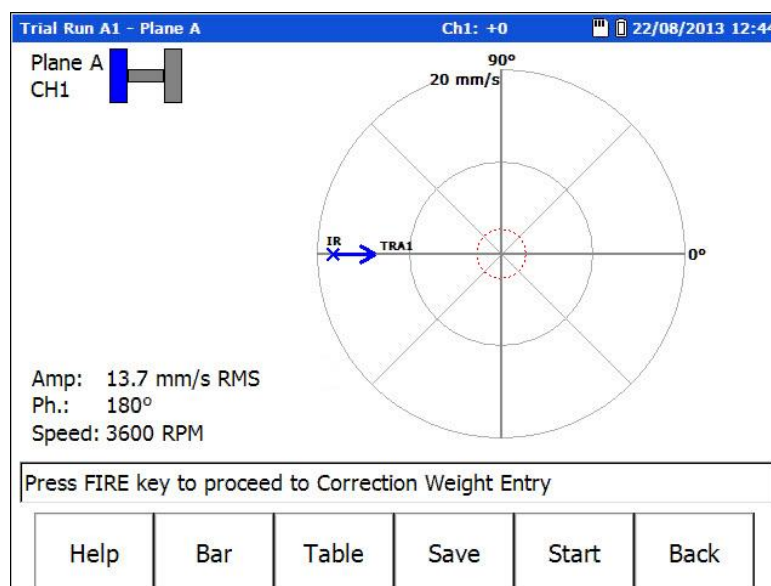 Trial Run A1 - Plane A Ch1: +0 22/08/2013 12:44
Plane A
CH1
90°
20 mm/s
IR
TRA1
0°
Amp: 13.7 mm/s RMS
Ph.: 180°
Speed: 3600 RPM
Press FIRE key to proceed to Correction Weight Entry
Help Bar Table Save Start Back